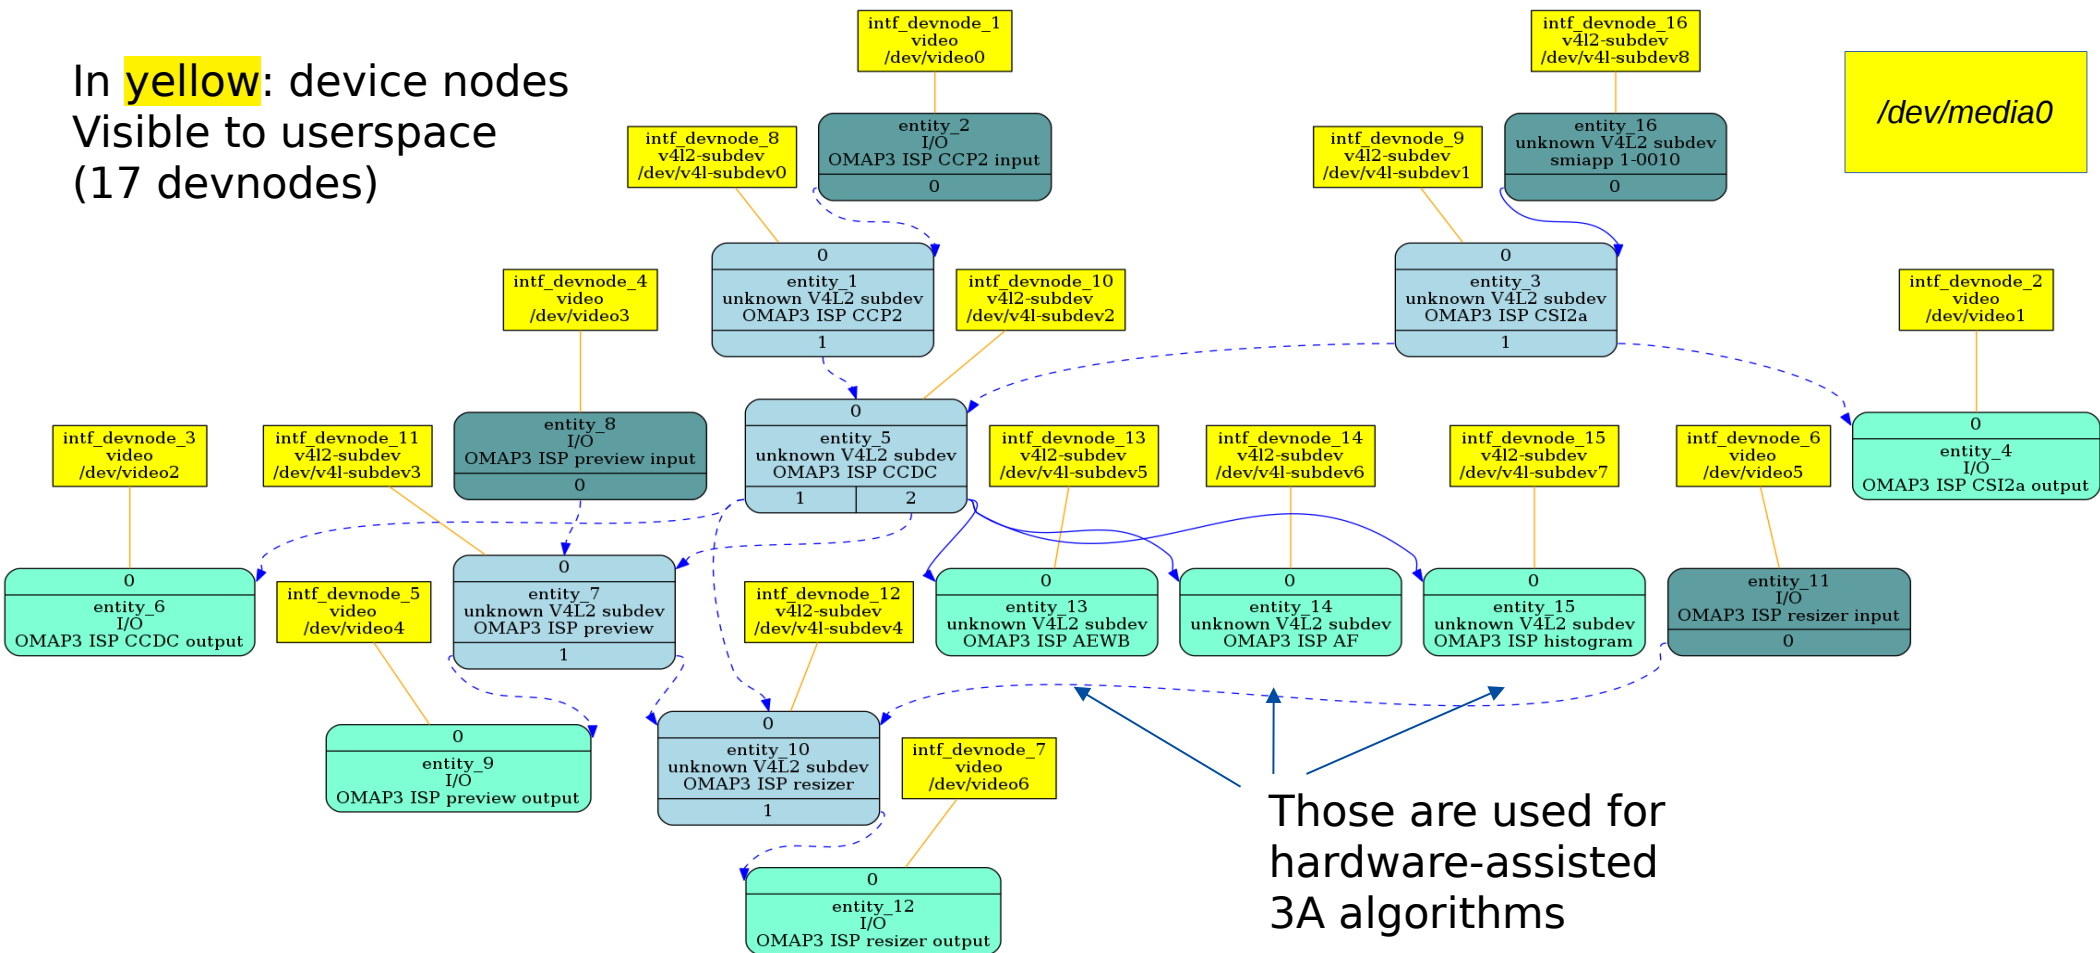 In yellow: device nodes
Visible to userspace
(17 devnodes)
intf_devnode_1
video
/dev/video0
intf_devnode_16
v4l2-subdev
/dev/v4l-subdev8
/dev/media0
intf_devnode_8
v4l2-subdev
/dev/v4l-subdev0
entity_2
I/O
OMAP3 ISP CCP2 input
0
intf_devnode_9
v4l2-subdev
/dev/v4l-subdev1
entity_16
unknown V4L2 subdev
smiapp 1-0010
0
intf_devnode_4
video
/dev/video3
0
entity_1
unknown V4L2 subdev
OMAP3 ISP CCP2
1
intf_devnode_10
v4l2-subdev
/dev/v4l-subdev2
0
entity_3
unknown V4L2 subdev
OMAP3 ISP CSI2a
1
intf_devnode_2
video
/dev/video1
intf_devnode_3
video
/dev/video2
intf_devnode_11
v4l2-subdev
/dev/v4l-subdev3
entity_8
I/O
OMAP3 ISP preview input
0
0
entity_5
unknown V4L2 subdev
OMAP3 ISP CCDC
1 2
intf_devnode_13
v4l2-subdev
/dev/v4l-subdev5
intf_devnode_14
v4l2-subdev
/dev/v4l-subdev6
intf_devnode_15
v4l2-subdev
/dev/v4l-subdev7
intf_devnode_6
video
/dev/video5
0
entity_4
I/O
OMAP3 ISP CSI2a output
0
entity_6
I/O
OMAP3 ISP CCDC output
intf_devnode_5
video
/dev/video4
0
entity_7
unknown V4L2 subdev
OMAP3 ISP preview
1
intf_devnode_12
v4l2-subdev
/dev/v4l-subdev4
0
entity_13
unknown V4L2 subdev
OMAP3 ISP AEWB
0
entity_14
unknown V4L2 subdev
OMAP3 ISP AF
0
entity_15
unknown V4L2 subdev
OMAP3 ISP histogram
entity_11
I/O
OMAP3 ISP resizer input
0
0
entity_9
I/O
OMAP3 ISP preview output
0
entity_10
unknown V4L2 subdev
OMAP3 ISP resizer
1
intf_devnode_7
video
/dev/video6
0
entity_12
I/O
OMAP3 ISP resizer output
Those are used for
hardware-assisted
3A algorithms